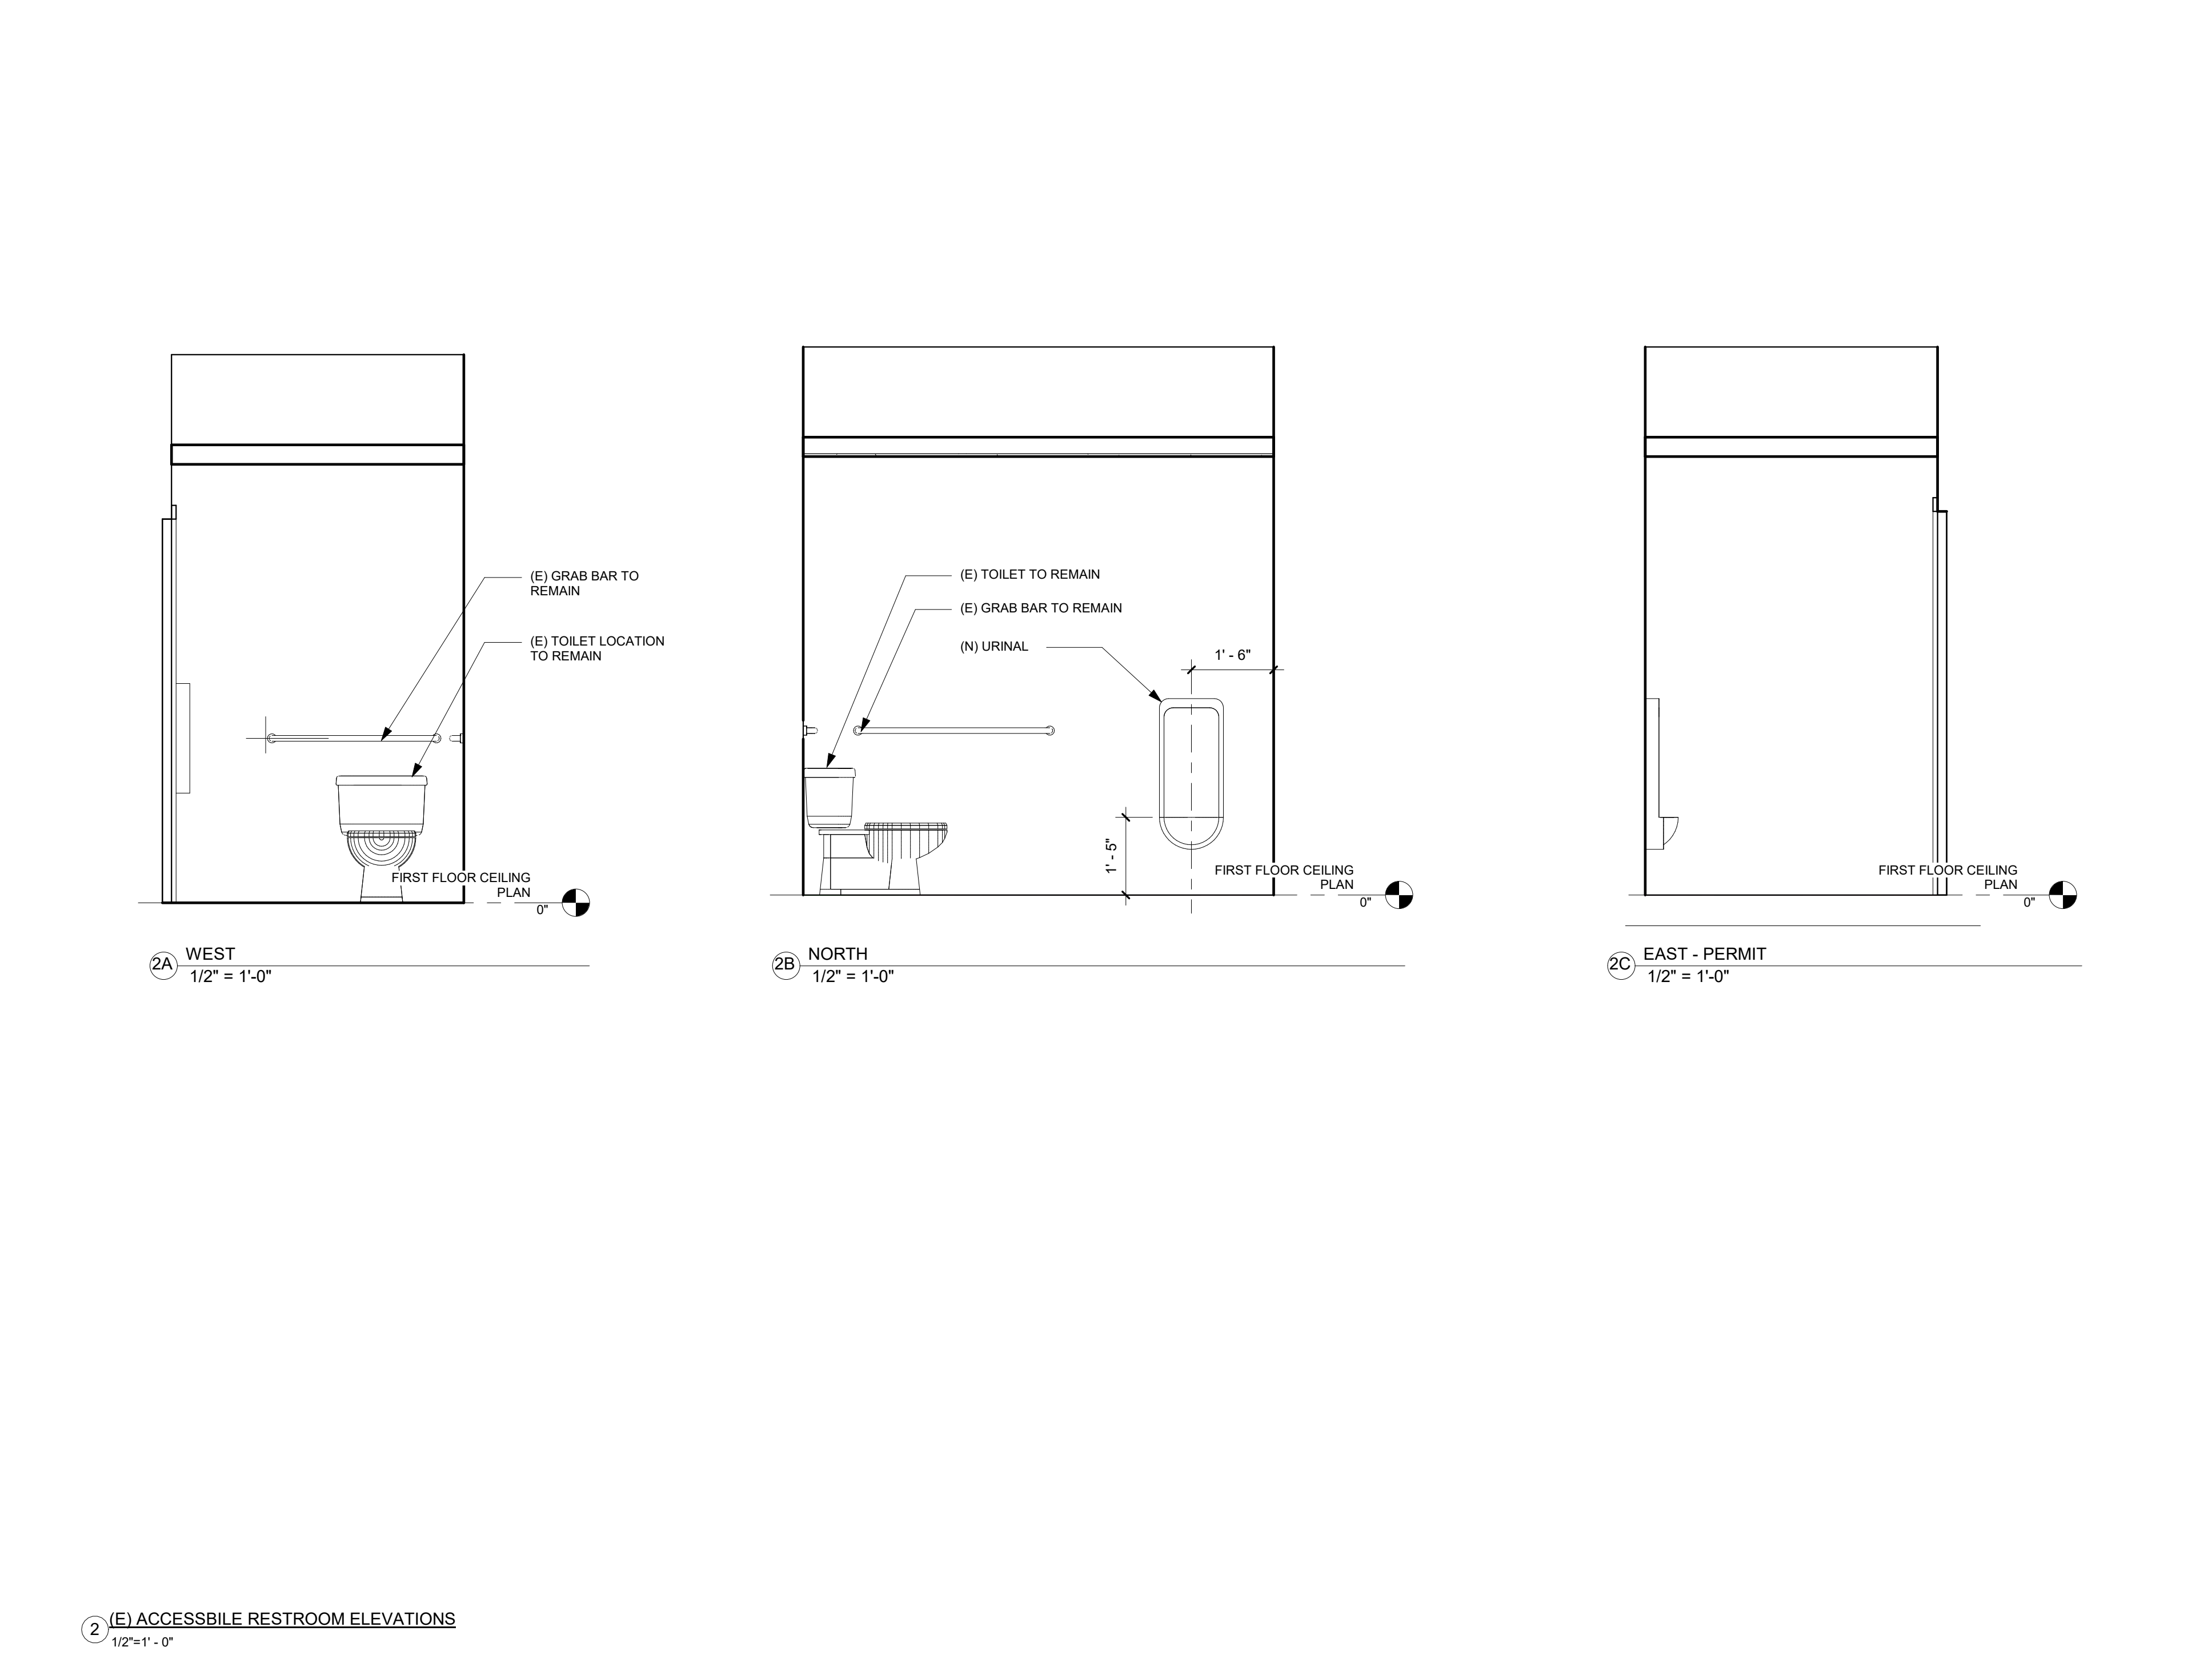 (E) GRAB BAR TO
REMAIN
(E) TOILET LOCATION
TO REMAIN
FIRST FLOOR CEILING
PLAN
0"
2A
WEST
1/2" = 1'-0"
(E) TOILET TO REMAIN
(E) GRAB BAR TO REMAIN
(N) URINAL
1' - 6"
1' - 5"
FIRST FLOOR CEILING
PLAN
0"
2B
NORTH
1/2" = 1'-0"
FIRST FLOOR CEILING
PLAN
0"
2C
EAST - PERMIT
1/2" = 1'-0"
2
(E) ACCESSBILE RESTROOM ELEVATIONS
1/2"=1' - 0"